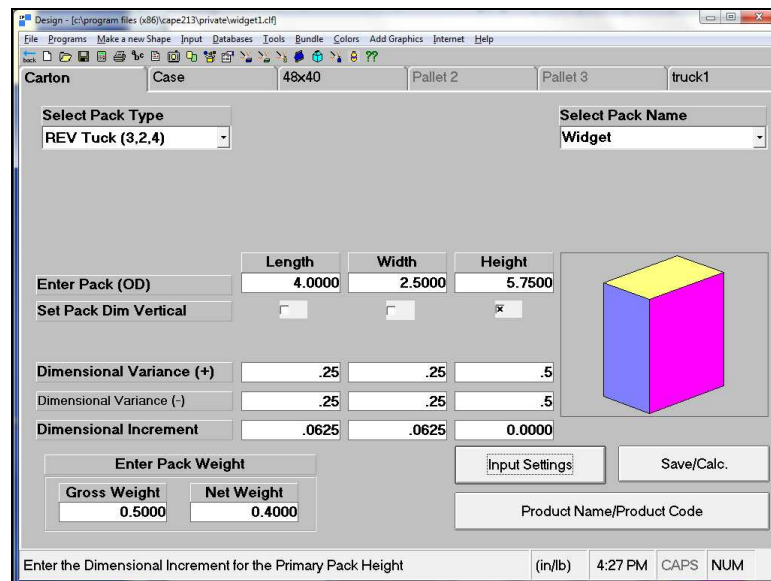 Design - [c:\program files (x86)\cape213\private\widget1.clf]
File Programs Make a new Shape Input Databases Tools Bundle Colors Add Graphics Internet Help
back ??
Carton Case 48x40 Pallet 2 Pallet 3 truck1
Select Pack Type Select Pack Name
REV Tuck (3,2,4) Widget
Length Width Height
Enter Pack (OD) 4.0000 2.5000 5.7500
Set Pack Dim Vertical
Dimensional Variance (+) .25 .25 .5
Dimensional Variance (-) .25 .25 .5
Dimensional Increment .0625 .0625 0.0000
Enter Pack Weight Input Settings Save/Calc.
Gross Weight Net Weight
0.5000 0.4000 Product Name/Product Code
Enter the Dimensional Increment for the Primary Pack Height (in/lb) 4:27 PM CAPS NUM